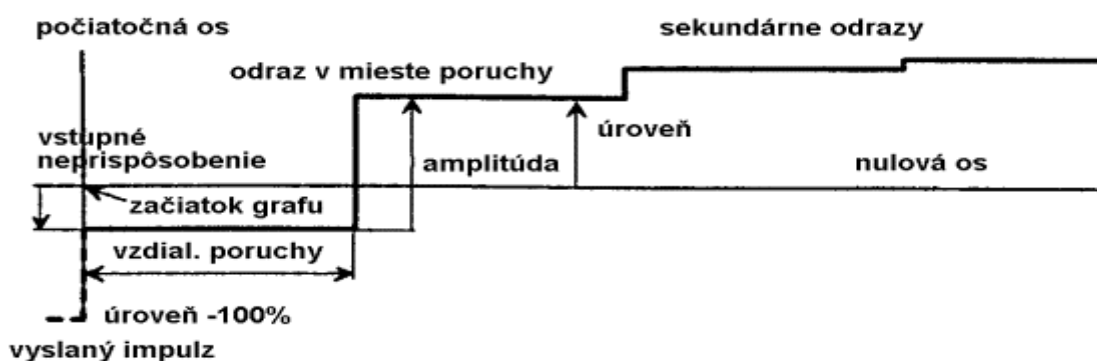 počiatočná os
sekundárne odrazy
odraz v mieste poruchy
úroveň
vstupné
neprispôsobenie
amplitúda
nulová os
začiatok grafu
vzdial. poruchy
úroveň -100%
vyslaný impulz